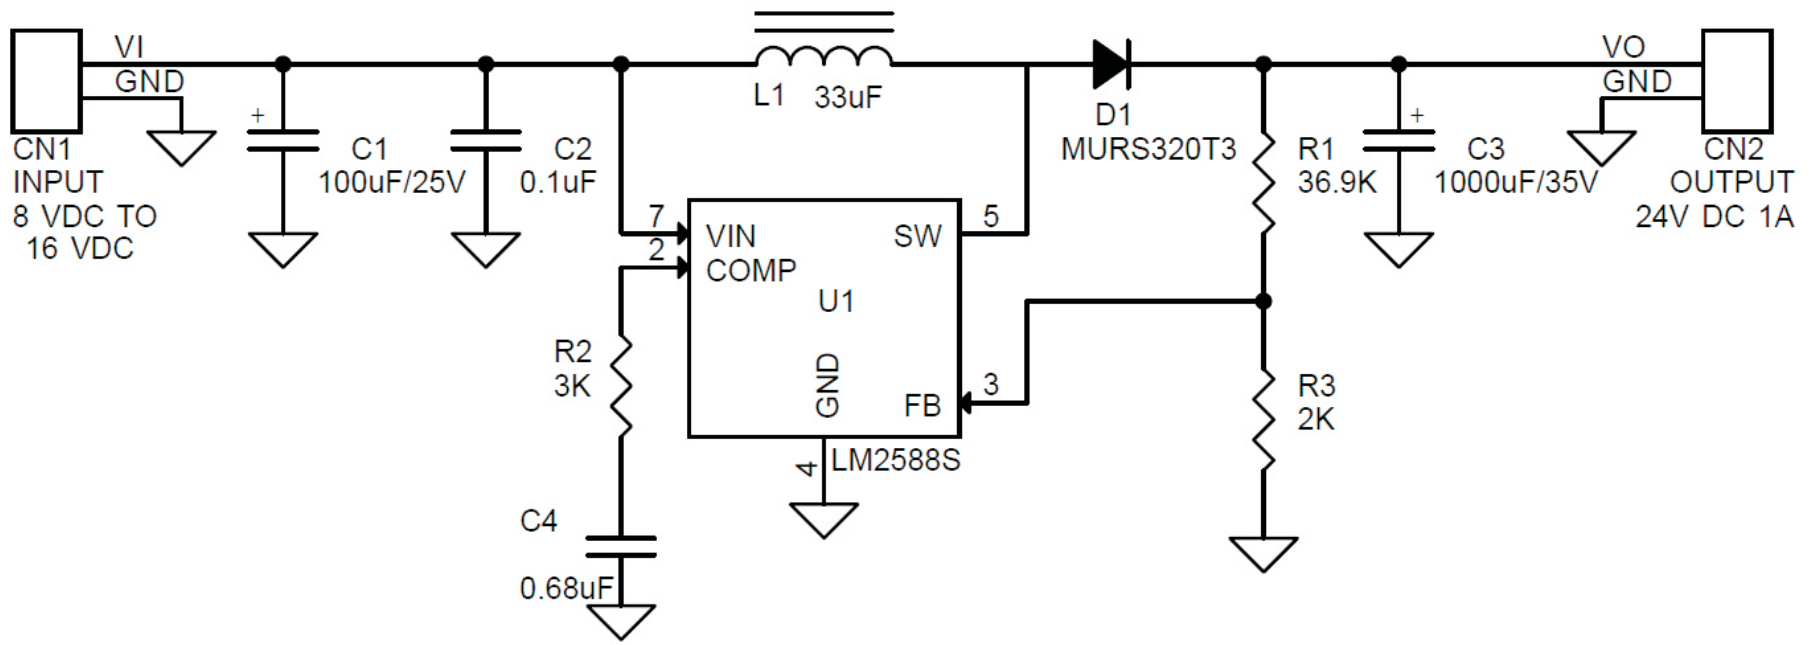 VI
GND
CN1
INPUT
8 VDC TO
16 VDC
+
C1
100uF/25V
C2
0.1uF
L1
33uF
D1
MURS320T3
R1
36.9K
+
C3
1000uF/35V
VO
GND
CN2
OUTPUT
24V DC 1A
7
2
VIN
COMP
SW
5
U1
GND
FB
3
4
LM2588S
R2
3K
C4
0.68uF
R3
2K